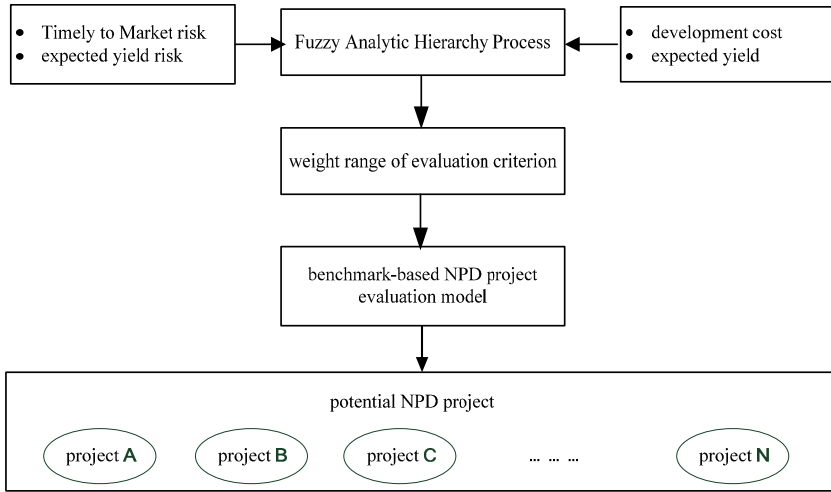 • Timely to Market risk
• expected yield risk
Fuzzy Analytic Hierarchy Process
• development cost
• expected yield
weight range of evaluation criterion
benchmark-based NPD project
evaluation model
potential NPD project
project A project B project C ... ... ... project N